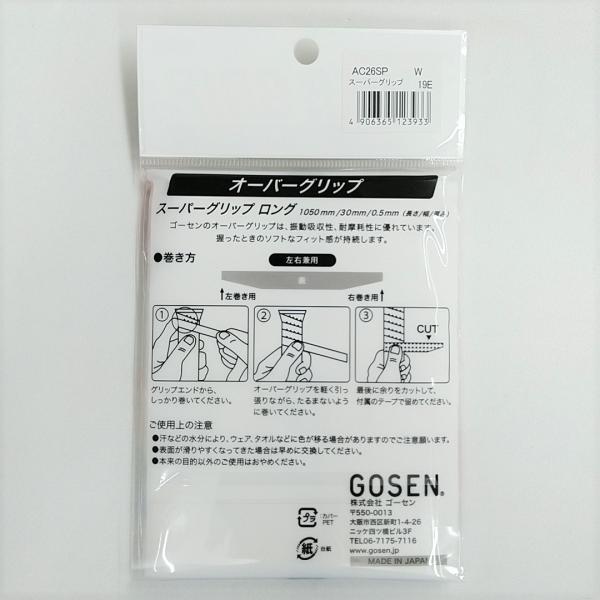 AC26SP W
スーパーグリップ 19E
4 906365 123933
オーバーグリップ
スーパーグリップ ロング 1050mm/30mm/0.5mm (長さ/幅/厚み)
ゴーセンのオーバーグリップは、振動吸収性、耐摩耗性に優れています。
握ったときのソフトなフィット感が持続します。
●巻き方
左右兼用
裏
↑左巻き用 右巻き用↑
① ② ③
CUT
グリップエンドから、
しっかり巻いてください。
オーバーグリップを軽く引っ
張りながら、たるまないよう
に巻いてください。
最後に余りをカットして、
付属のテープで留めてください。
ご使用上の注意
●汗などの水分により、ウェア、タオルなどに色が移る場合がありますのでご注意願います。
●表面が滑りやすくなってきた場合は早めに交換してください。
●本来の目的以外のご使用はおやめください。
GOSEN®
株式会社 ゴーセン
〒550-0013
大阪市西区新町1-4-26
ニッケ四ツ橋ビル3F
TEL06-7175-7116
www.gosen.jp
MADE IN JAPAN
プラ
カバー
PET
紙
台紙